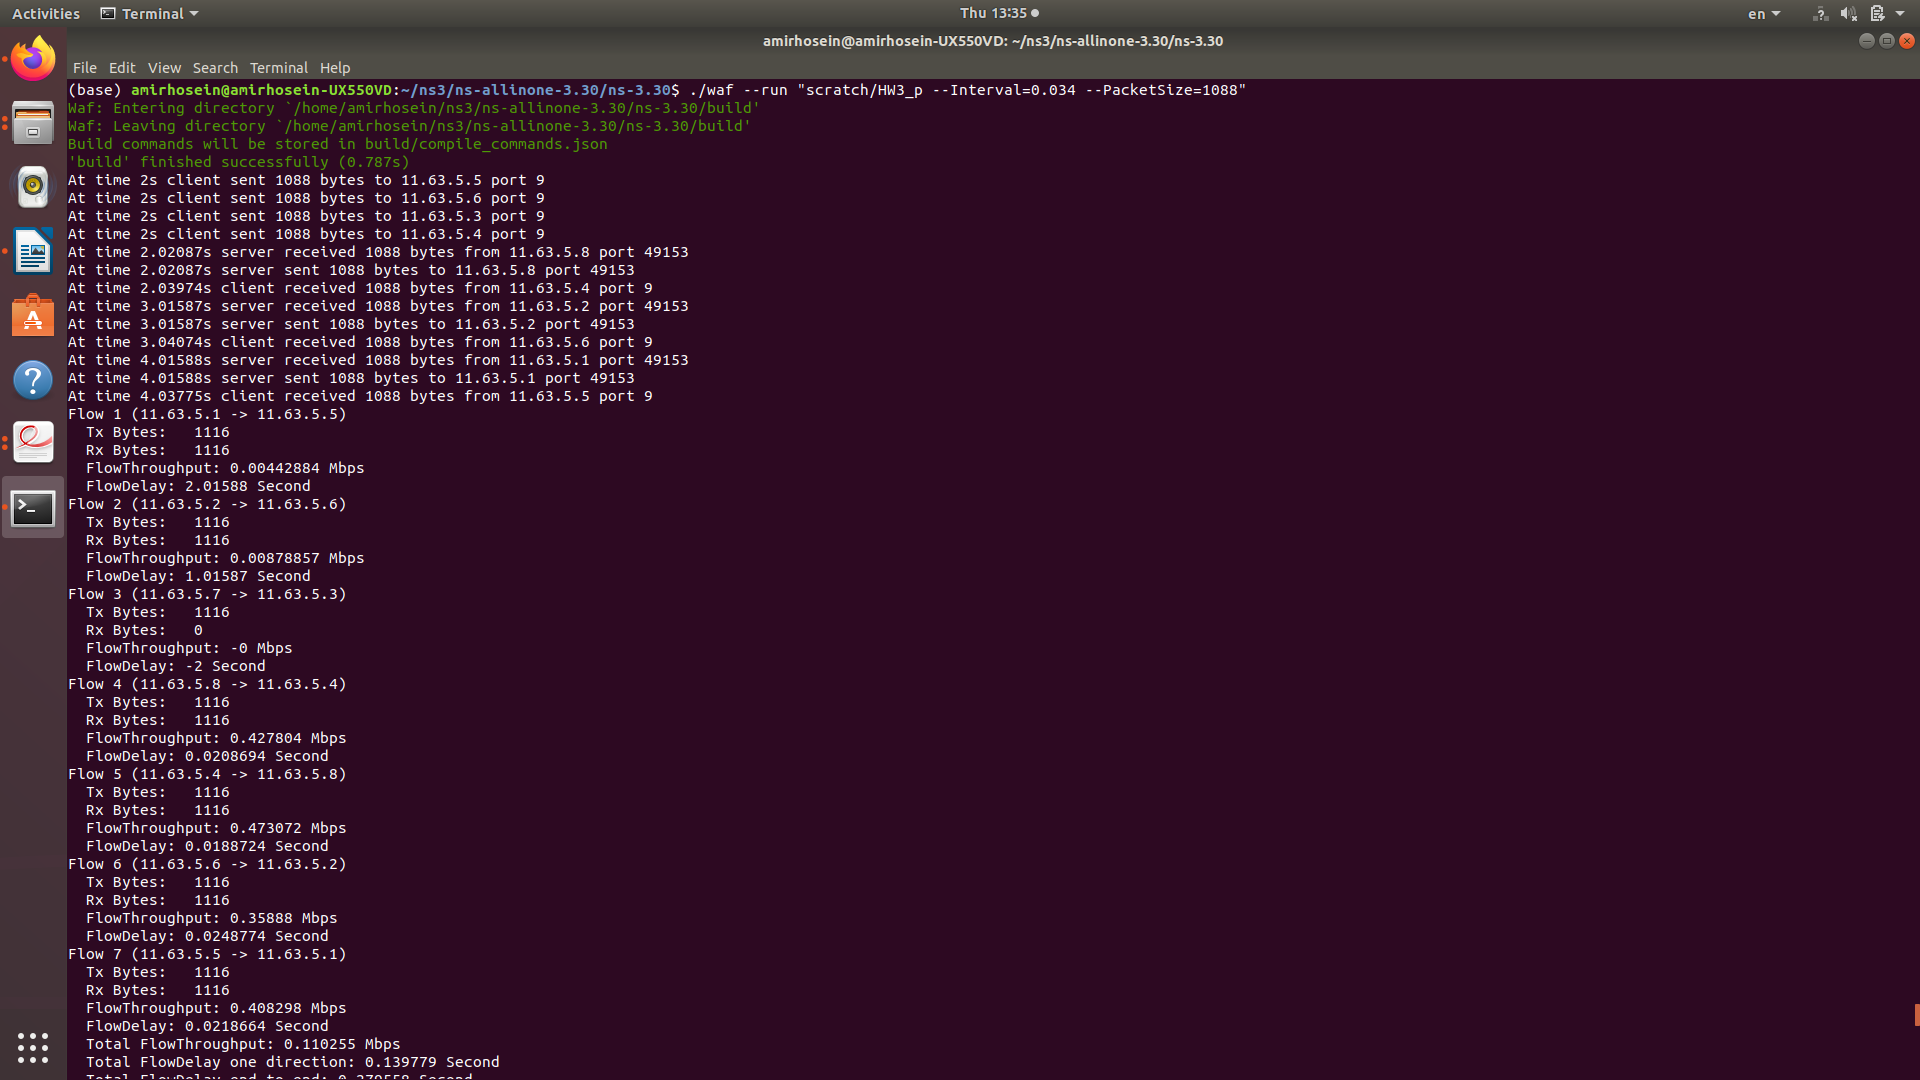 Activities Terminal Thu 13:35 en
amirhosein@amirhosein-UX550VD: ~/ns3/ns-allinone-3.30/ns-3.30
File Edit View Search Terminal Help
(base) amirhosein@amirhosein-UX550VD:~/ns3/ns-allinone-3.30/ns-3.30$ ./waf --run "scratch/HW3_p --Interval=0.034 --PacketSize=1088"
Waf: Entering directory `/home/amirhosein/ns3/ns-allinone-3.30/ns-3.30/build'
Waf: Leaving directory `/home/amirhosein/ns3/ns-allinone-3.30/ns-3.30/build'
Build commands will be stored in build/compile_commands.json
'build' finished successfully (0.787s)
At time 2s client sent 1088 bytes to 11.63.5.5 port 9
At time 2s client sent 1088 bytes to 11.63.5.6 port 9
At time 2s client sent 1088 bytes to 11.63.5.3 port 9
At time 2s client sent 1088 bytes to 11.63.5.4 port 9
At time 2.02087s server received 1088 bytes from 11.63.5.8 port 49153
At time 2.02087s server sent 1088 bytes to 11.63.5.8 port 49153
At time 2.03974s client received 1088 bytes from 11.63.5.4 port 9
At time 3.01587s server received 1088 bytes from 11.63.5.2 port 49153
At time 3.01587s server sent 1088 bytes to 11.63.5.2 port 49153
At time 3.04074s client received 1088 bytes from 11.63.5.6 port 9
At time 4.01588s server received 1088 bytes from 11.63.5.1 port 49153
At time 4.01588s server sent 1088 bytes to 11.63.5.1 port 49153
At time 4.03775s client received 1088 bytes from 11.63.5.5 port 9
Flow 1 (11.63.5.1 -> 11.63.5.5)
  Tx Bytes:   1116
  Rx Bytes:   1116
  FlowThroughput: 0.00442884 Mbps
  FlowDelay: 2.01588 Second
Flow 2 (11.63.5.2 -> 11.63.5.6)
  Tx Bytes:   1116
  Rx Bytes:   1116
  FlowThroughput: 0.00878857 Mbps
  FlowDelay: 1.01587 Second
Flow 3 (11.63.5.7 -> 11.63.5.3)
  Tx Bytes:   1116
  Rx Bytes:   0
  FlowThroughput: -0 Mbps
  FlowDelay: -2 Second
Flow 4 (11.63.5.8 -> 11.63.5.4)
  Tx Bytes:   1116
  Rx Bytes:   1116
  FlowThroughput: 0.427804 Mbps
  FlowDelay: 0.0208694 Second
Flow 5 (11.63.5.4 -> 11.63.5.8)
  Tx Bytes:   1116
  Rx Bytes:   1116
  FlowThroughput: 0.473072 Mbps
  FlowDelay: 0.0188724 Second
Flow 6 (11.63.5.6 -> 11.63.5.2)
  Tx Bytes:   1116
  Rx Bytes:   1116
  FlowThroughput: 0.35888 Mbps
  FlowDelay: 0.0248774 Second
Flow 7 (11.63.5.5 -> 11.63.5.1)
  Tx Bytes:   1116
  Rx Bytes:   1116
  FlowThroughput: 0.408298 Mbps
  FlowDelay: 0.0218664 Second
  Total FlowThroughput: 0.110255 Mbps
  Total FlowDelay one direction: 0.139779 Second
  Total FlowDelay end to end: 0.279558 Second